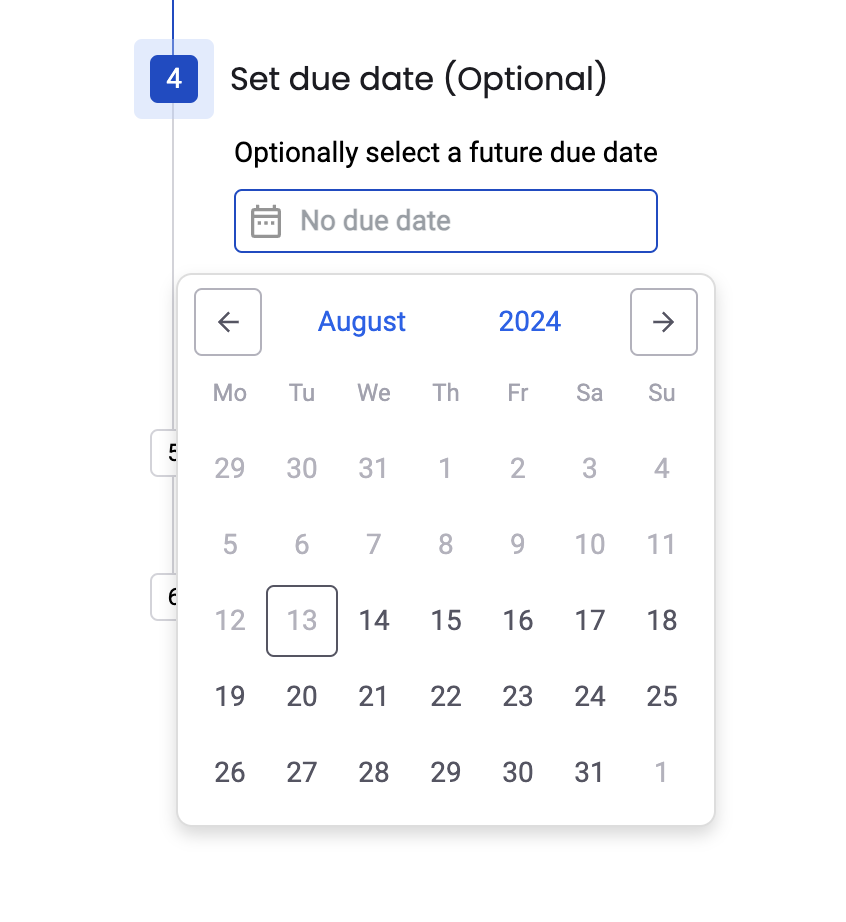 4 Set due date (Optional)
Optionally select a future due date
No due date
August 2024
Mo Tu We Th Fr Sa Su
29 30 31 1 2 3 4
5
5 6 7 8 9 10 11
12 13 14 15 16 17 18
6
19 20 21 22 23 24 25
26 27 28 29 30 31 1